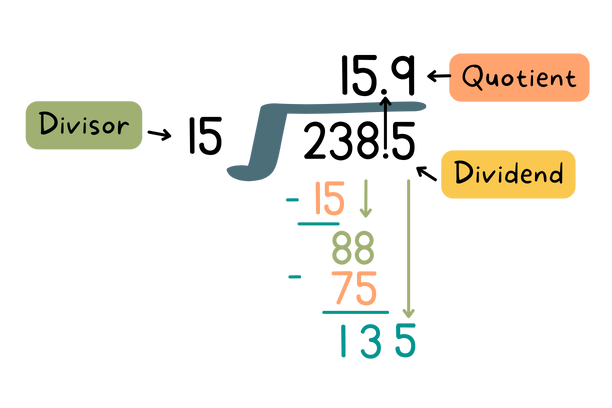 15.9
Quotient
Divisor
15
238.5
Dividend
- 15
88
- 75
135